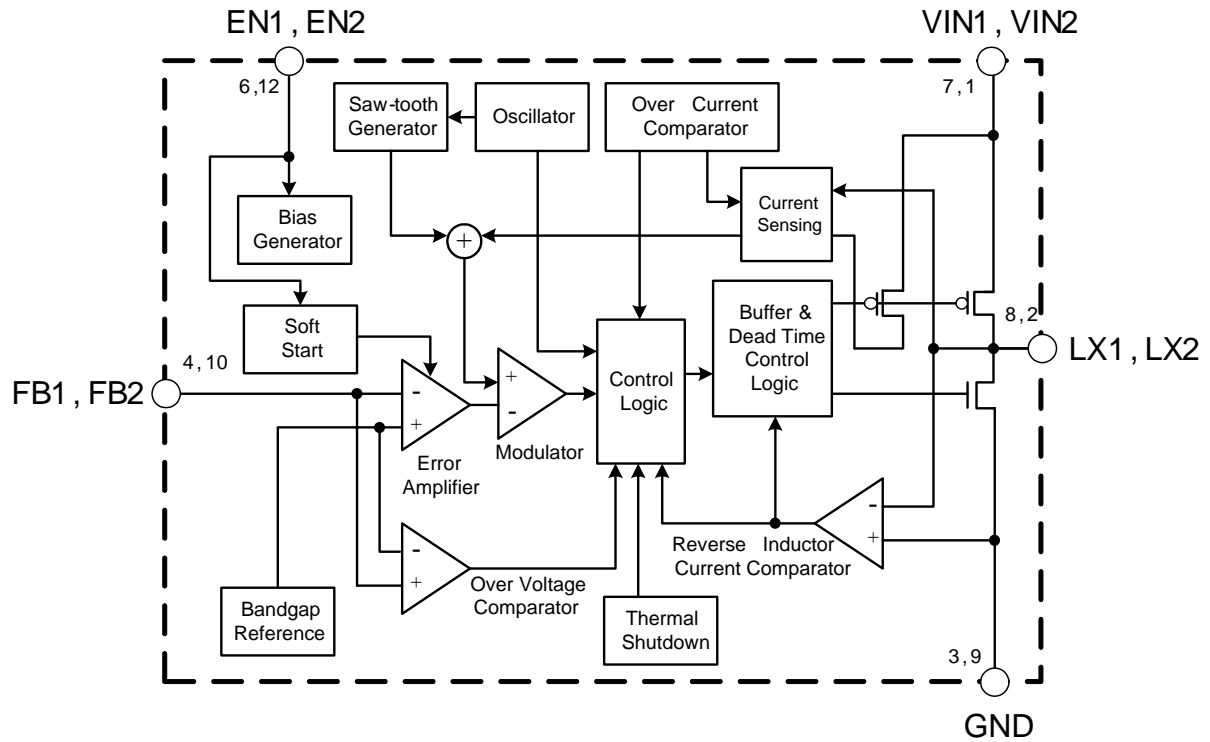 EN1 , EN2
VIN1 , VIN2
6,12
7,1
Saw-tooth
Generator
Oscillator
Over Current
Comparator
Current
Sensing
Bias
Generator
+
Soft
Start
Buffer &
Dead Time
Control
Logic
8,2
LX1 , LX2
4, 10
FB1 , FB2
-
+
+
-
Control
Logic
Modulator
Error
Amplifier
-
+
Reverse Inductor
Current Comparator
-
+
Over Voltage
Comparator
Bandgap
Reference
Thermal
Shutdown
3,9
GND